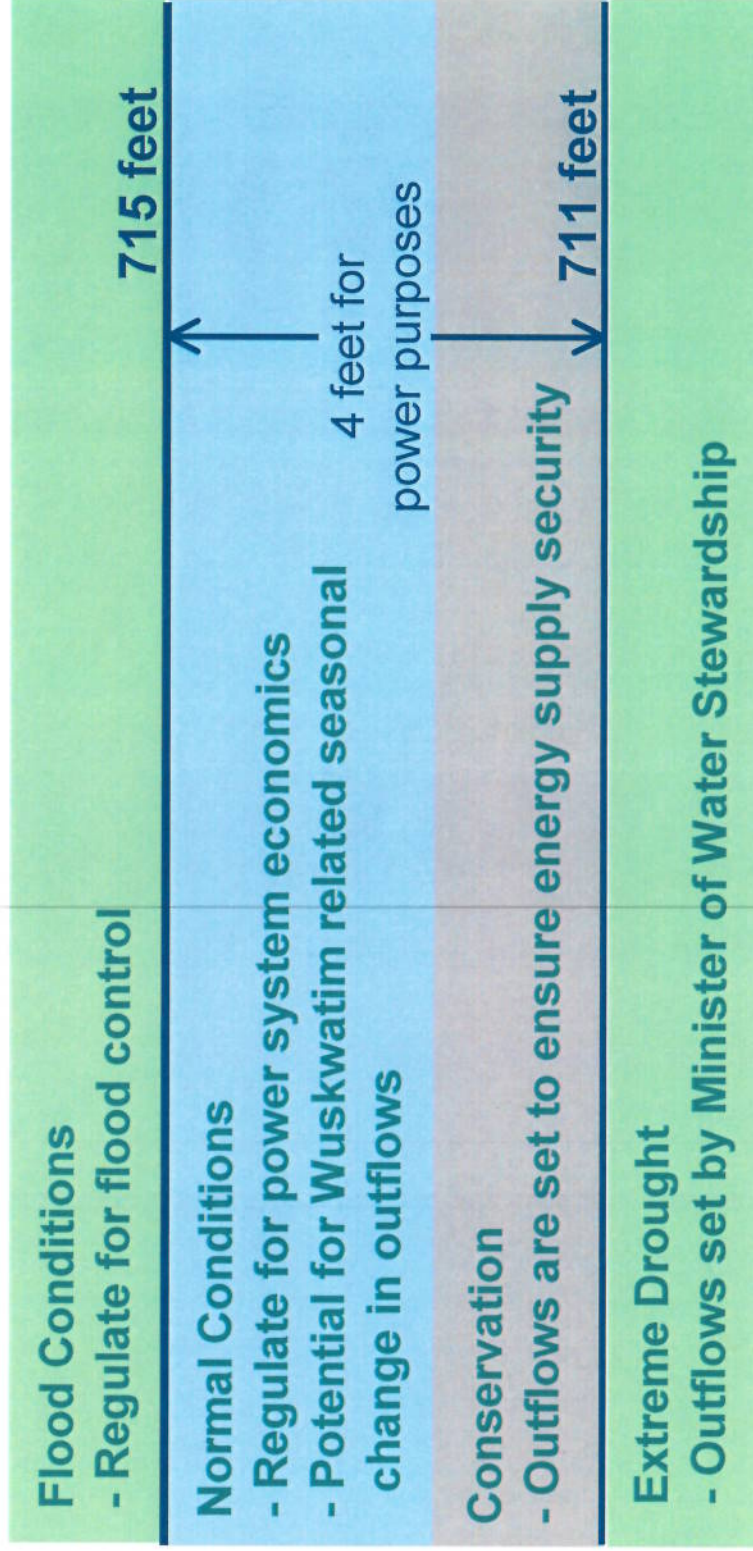 Flood Conditions
- Regulate for flood control
715 feet
Normal Conditions
- Regulate for power system economics
- Potential for Wuskwatim related seasonal
change in outflows
4 feet for
power purposes
Conservation
- Outflows are set to ensure energy supply security
711 feet
Extreme Drought
- Outflows set by Minister of Water Stewardship